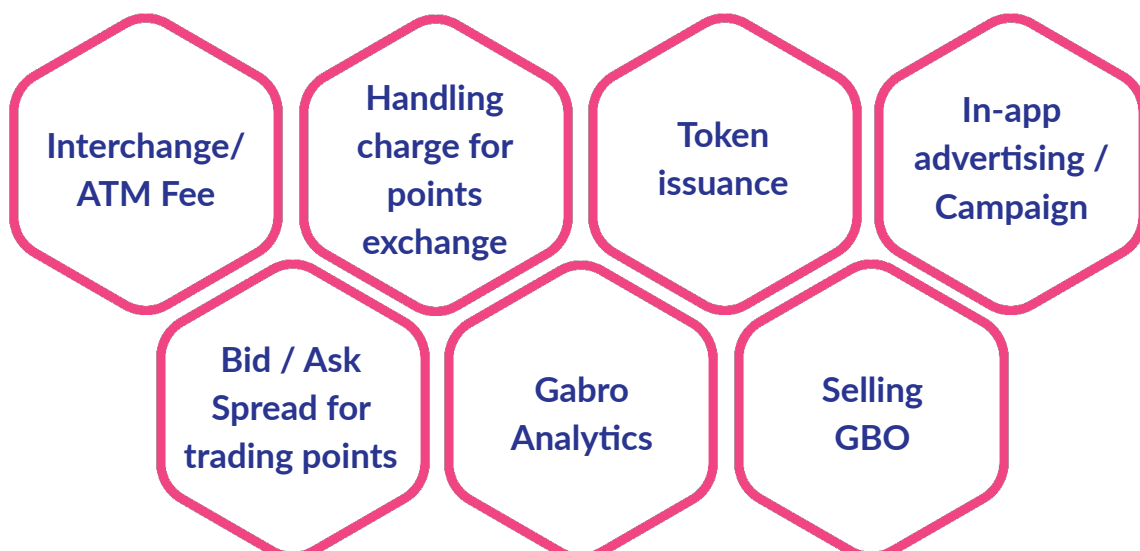 Interchange/
ATM Fee
Handling
charge for
points
exchange
Token
issuance
In-app
advertising /
Campaign
Bid / Ask
Spread for
trading points
Gabro
Analytics
Selling
GBO